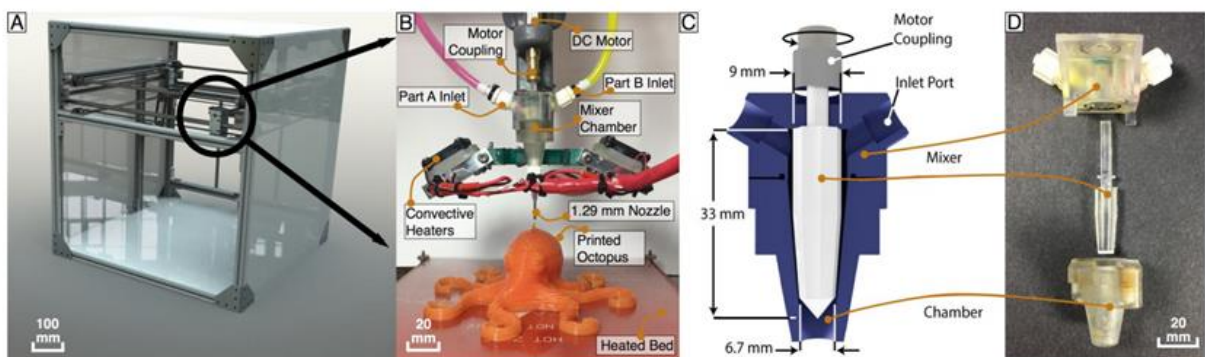 A
100
mm
B
Motor
Coupling
DC Motor
Part A Inlet
Part B Inlet
Mixer
Chamber
Convective
Heaters
1.29 mm Nozzle
Printed
Octopus
20
mm
Heated Bed
C
Motor
Coupling
9 mm
Inlet Port
Mixer
33 mm
Chamber
6.7 mm
D
20
mm